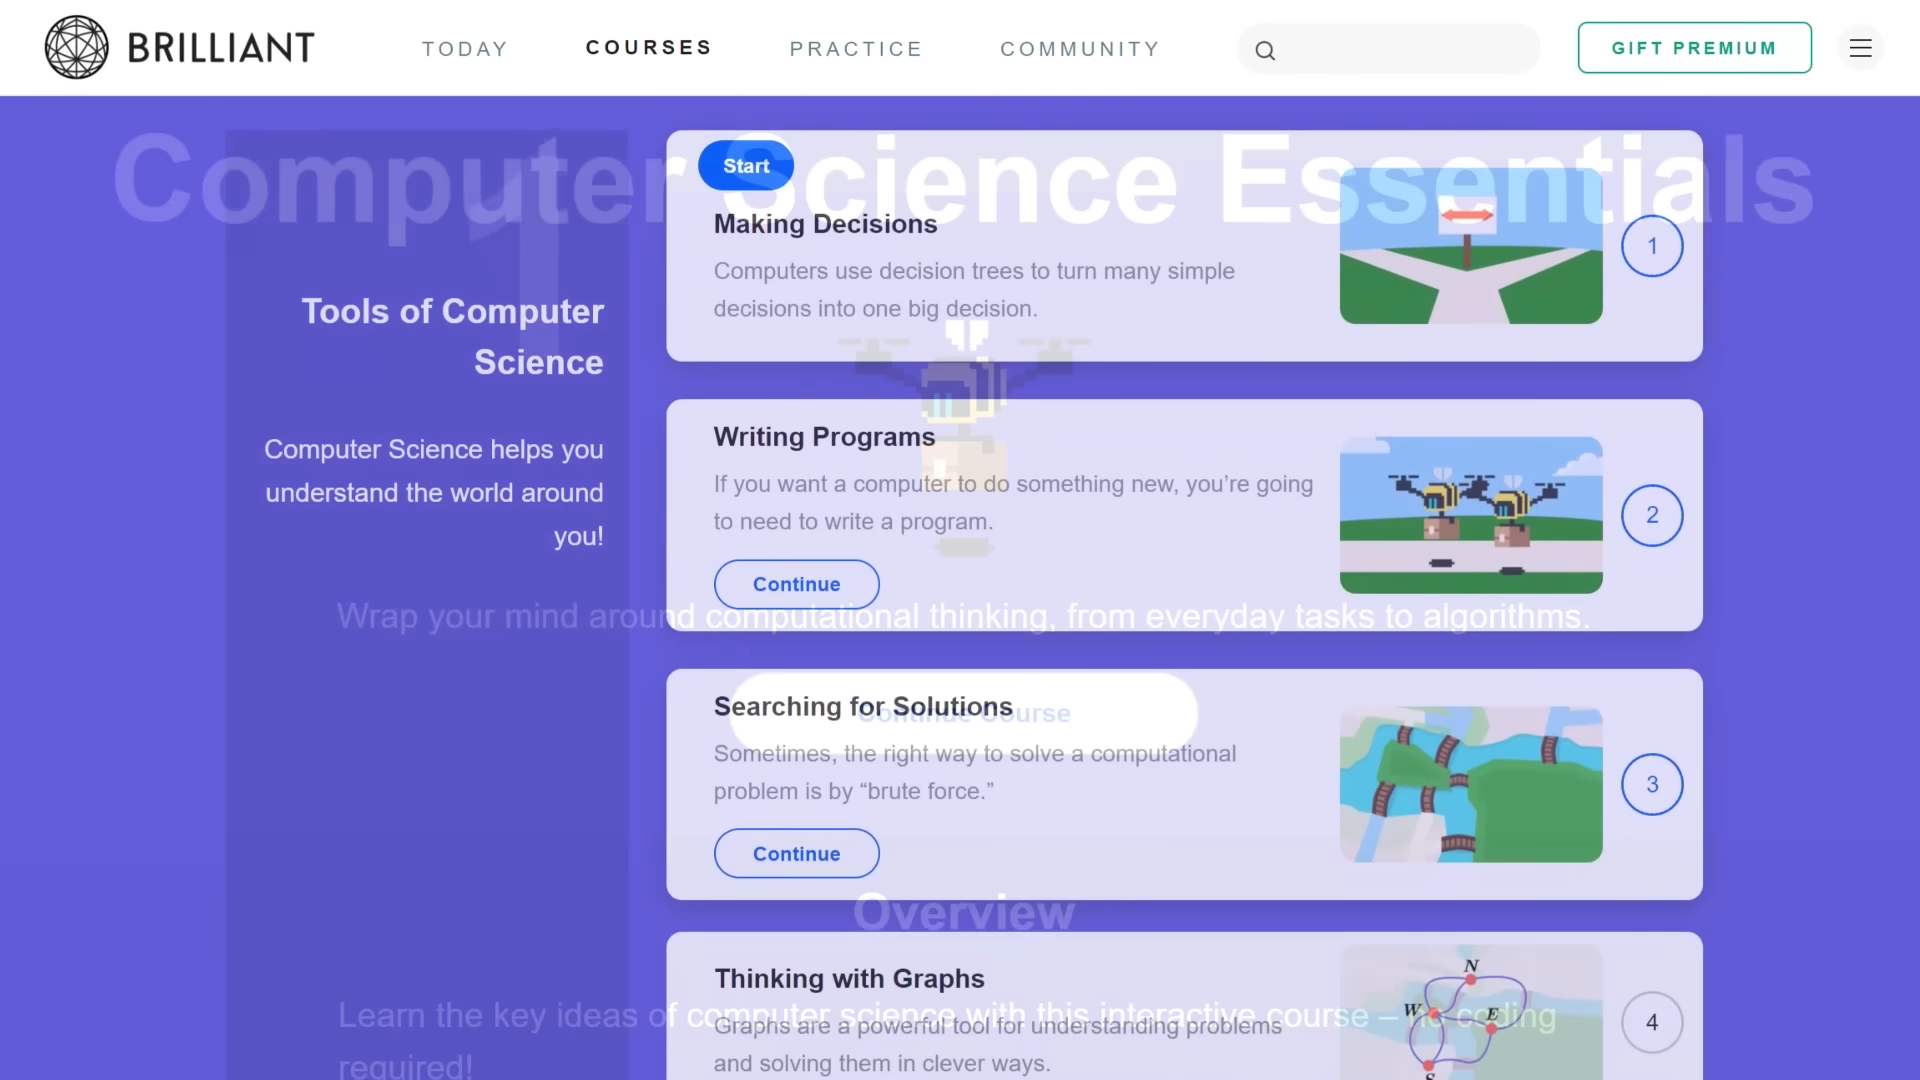 BRILLIANT
TODAY
COURSES
PRACTICE
COMMUNITY
GIFT PREMIUM
Computer Science Essentials
1
Tools of Computer
Science
Computer Science helps you
understand the world around
you!
Start
Making Decisions
Computers use decision trees to turn many simple
decisions into one big decision.
1
Writing Programs
If you want a computer to do something new, you’re going
to need to write a program.
Continue
2
Wrap your mind around computational thinking, from everyday tasks to algorithms.
Searching for Solutions
Continue Course
Sometimes, the right way to solve a computational
problem is by “brute force.”
Continue
3
Overview
Thinking with Graphs
Graphs are a powerful tool for understanding problems
and solving them in clever ways.
N
W
E
S
4
Learn the key ideas of computer science with this interactive course – no coding
required!